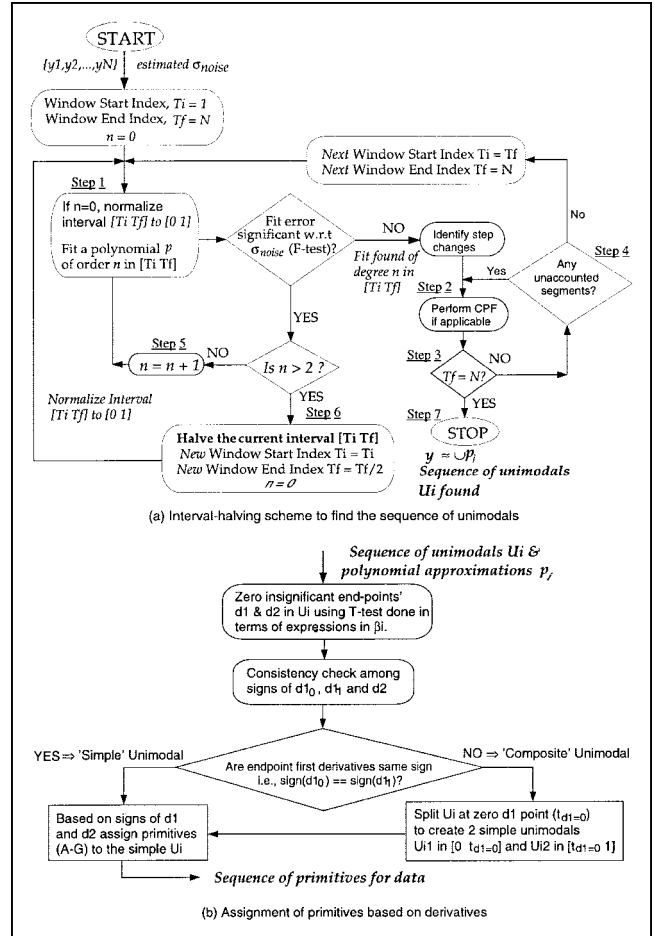 START
{y1,y2,...,yN} estimated σnoise
Window Start Index, Ti = 1
Window End Index, Tf = N
n=0
Next Window Start Index Ti = Tf
Next Window End Index Tf = N
Step 1
If n=0, normalize
interval [Ti Tf] to [0 1]
Fit a polynomial p
of order n in [Ti Tf]
Fit error
significant w.r.t
σnoise (F-test)?
NO
Fit found of
degree n in
[Ti Tf]
Identify step
changes
No
Step 4
Any
unaccounted
segments?
Yes
Step 2
Perform CPF
if applicable
YES
Step 5
n = n + 1
NO
Is n > 2 ?
Step 3
Tf = N?
NO
YES
Normalize Interval
[Ti Tf] to [0 1]
YES
Step 6
Halve the current interval [Ti Tf]
New Window Start Index Ti = Ti
New Window End Index Tf = Tf/2
n=0
Step 7
STOP
y ≈ ∪pi
Sequence of unimodals
Ui found
(a) Interval-halving scheme to find the sequence of unimodals
Sequence of unimodals Ui &
polynomial approximations pj
Zero insignificant end-points'
d1 & d2 in Ui using T-test done in
terms of expressions in βi.
Consistency check among
signs of d10, d11 and d2
YES ⇒ 'Simple' Unimodal
NO ⇒ 'Composite' Unimodal
Are endpoint first derivatives same sign
i.e., sign(d10) == sign(d11)?
Based on signs of d1
and d2 assign primitives
(A-G) to the simple Ui
Split Ui at zero d1 point (td1=0)
to create 2 simple unimodals
Ui1 in [0 td1=0] and Ui2 in [td1=0 1]
Sequence of primitives for data
(b) Assignment of primitives based on derivatives